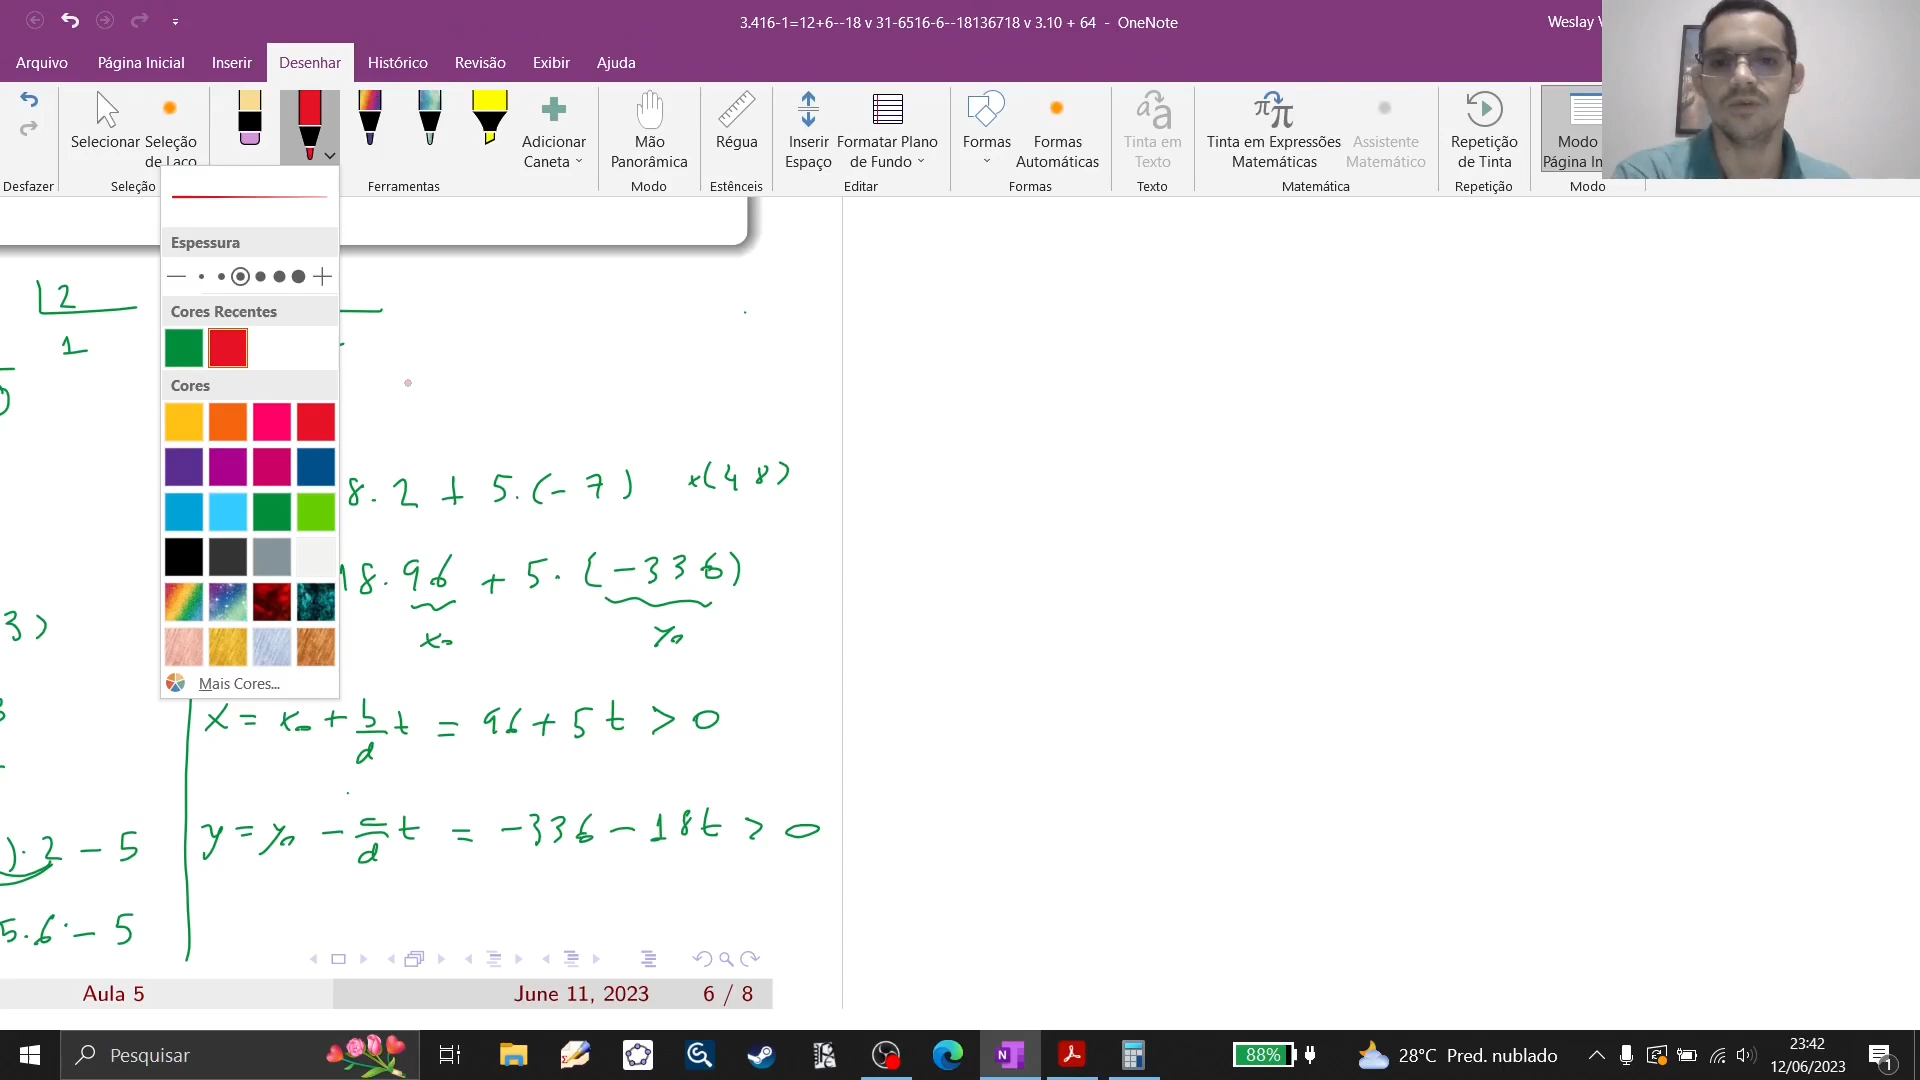 3.416-1=12+6--18 v 31-6516-6--18136718 v 3.10 + 64 - OneNote
Weslay V
Arquivo Página Inicial Inserir Desenhar Histórico Revisão Exibir Ajuda
Selecionar Seleção de Laço
Adicionar Caneta
Mão Panorâmica
Régua
Inserir Espaço
Formatar Plano de Fundo
Formas
Formas Automáticas
Tinta em Texto
Tinta em Expressões Matemáticas
Assistente Matemático
Repetição de Tinta
Modo Página In
Desfazer Seleção Ferramentas Modo Estênceis Editar Formas Texto Matemática Repetição Modo
Espessura
Cores Recentes
Cores
Mais Cores...
2
1
8.2 + 5.(-7) x(48)
18.96 + 5.(-336)
x₀ y₀
3)
x = x₀ + b/d t = 96 + 5t > 0
y = y₀ - c/d t = -336 - 18t > 0
).2 - 5
5.6 - 5
Aula 5 June 11, 2023 6 / 8
Pesquisar
88%
28°C Pred. nublado
23:42
12/06/2023
1